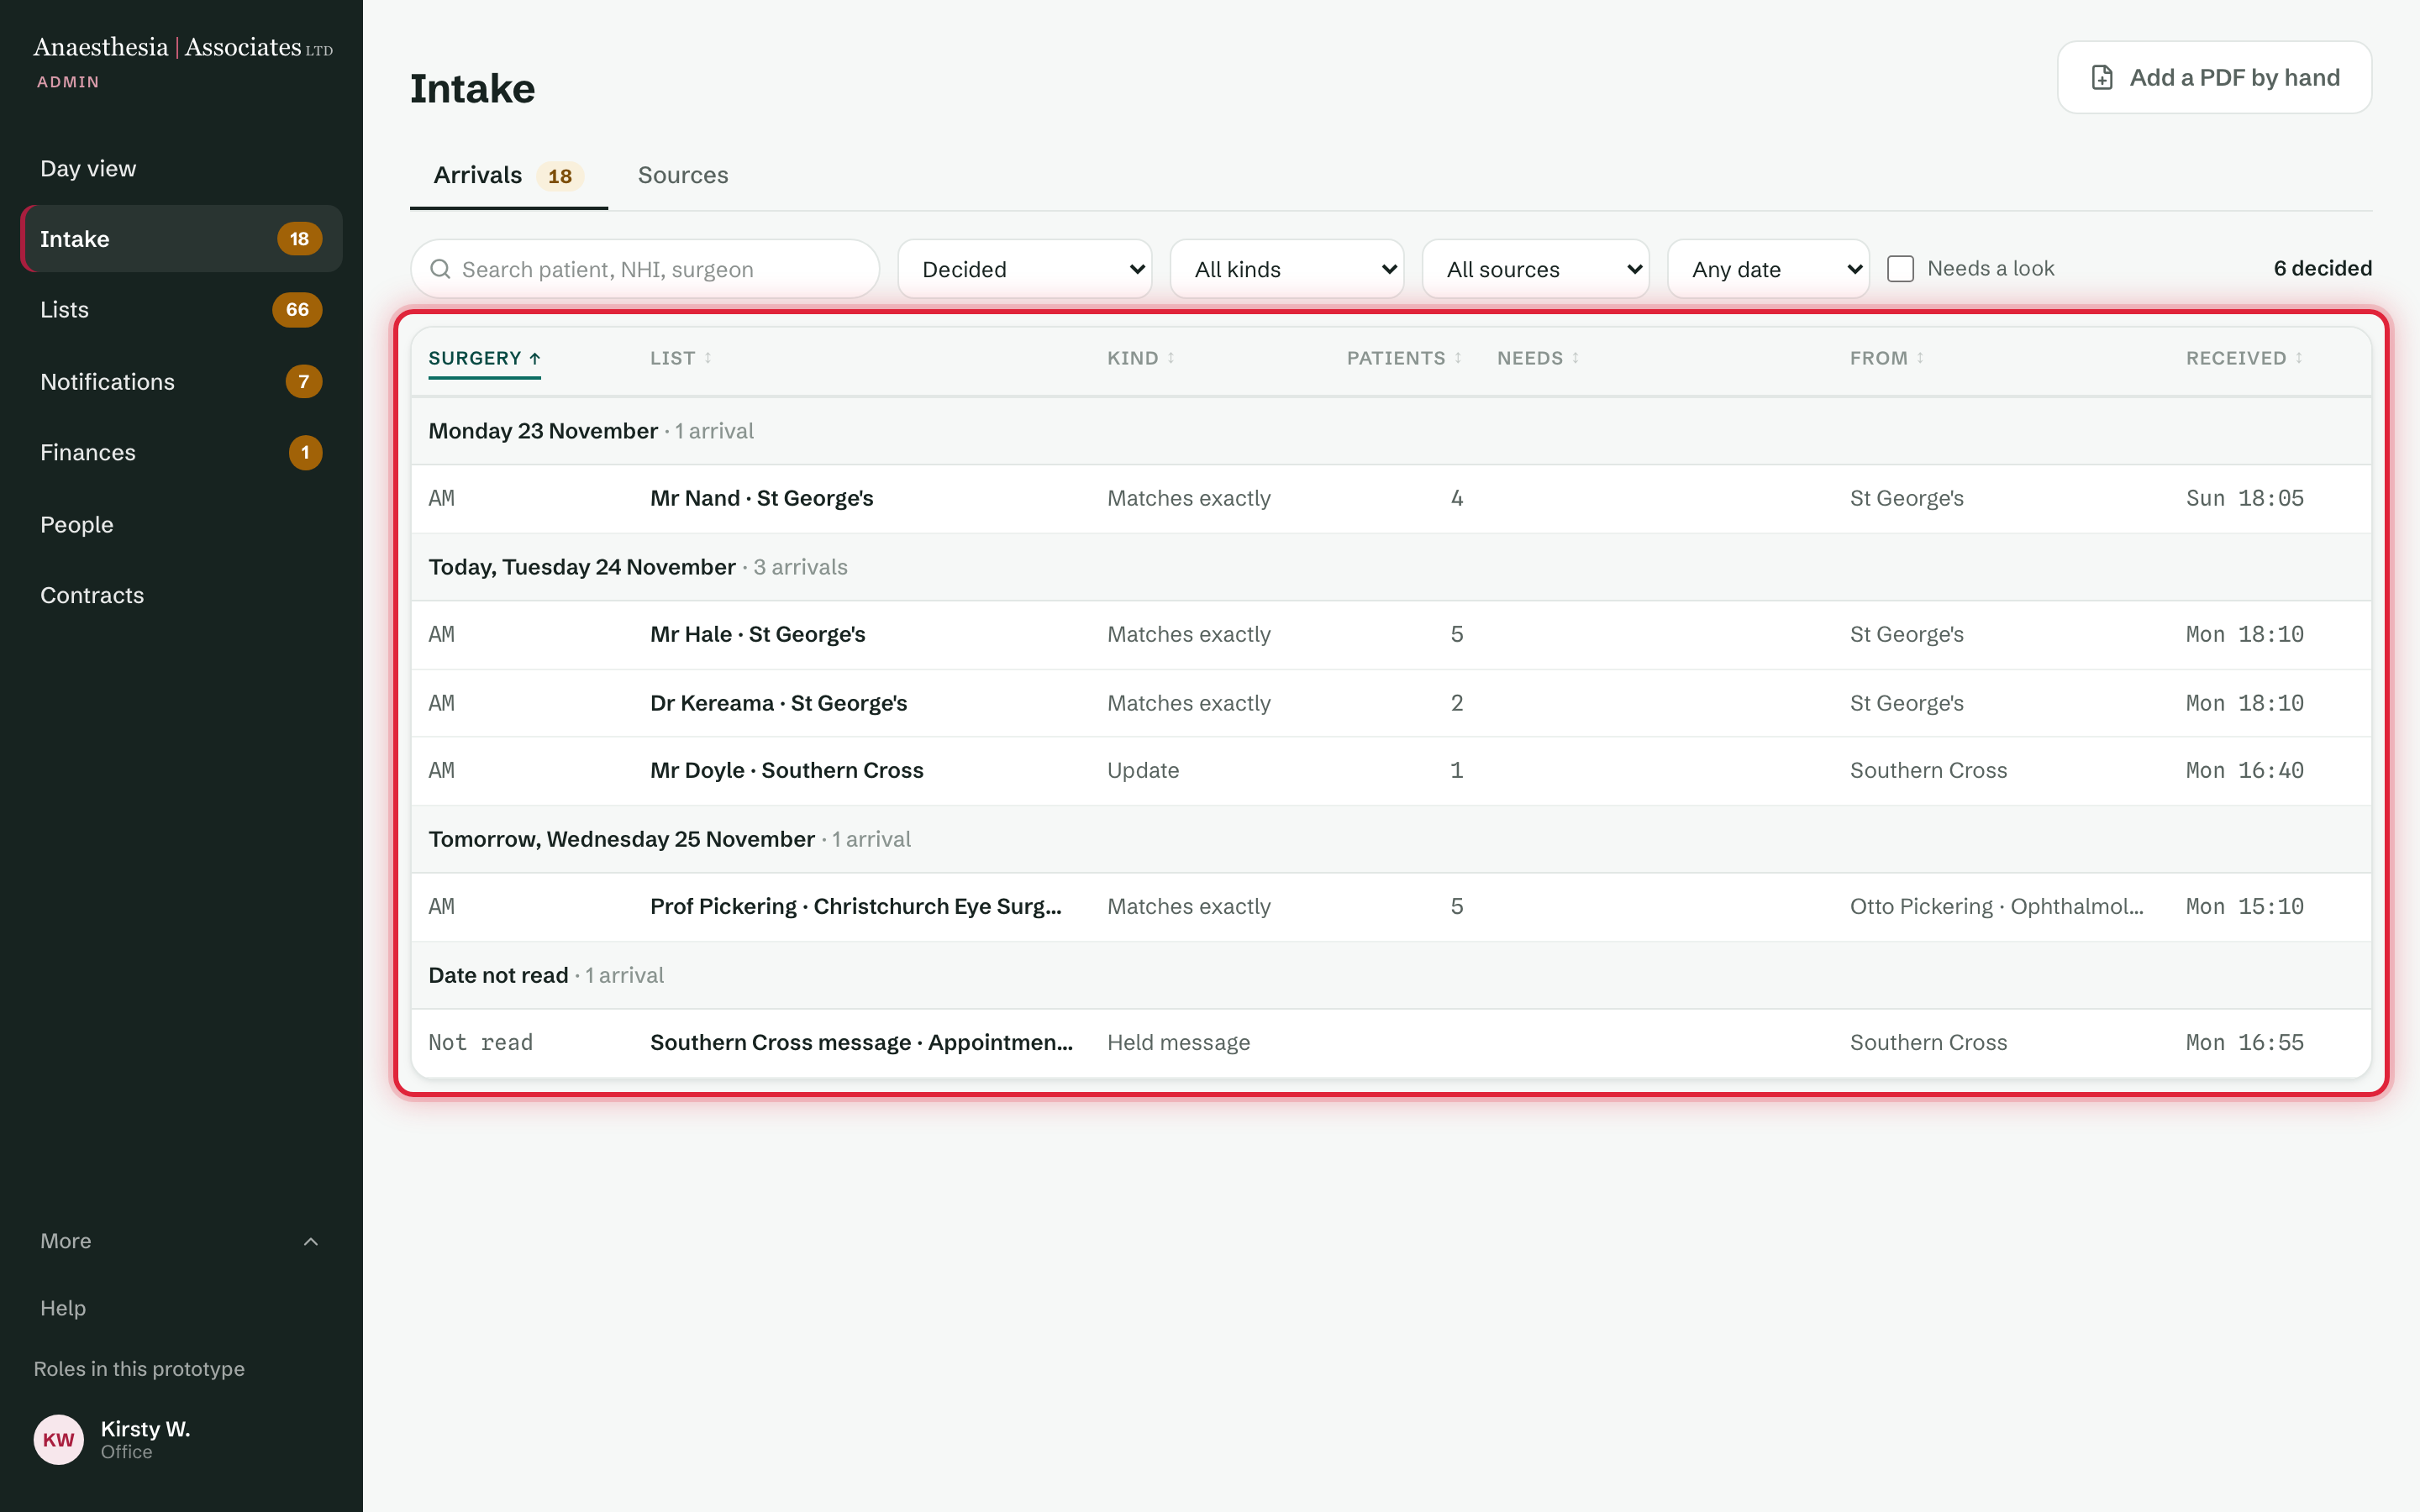 Anaesthesia | Associates LTD
ADMIN
Day view
Intake 18
Lists 66
Notifications 7
Finances 1
People
Contracts
More
Help
Roles in this prototype
KW
Kirsty W.
Office
Intake
Add a PDF by hand
Arrivals 18 Sources
Search patient, NHI, surgeon Decided All kinds All sources Any date Needs a look 6 decided
SURGERY ↑ LIST ↕ KIND ↕ PATIENTS ↕ NEEDS ↕ FROM ↕ RECEIVED ↕
Monday 23 November · 1 arrival
AM Mr Nand · St George's Matches exactly 4 St George's Sun 18:05
Today, Tuesday 24 November · 3 arrivals
AM Mr Hale · St George's Matches exactly 5 St George's Mon 18:10
AM Dr Kereama · St George's Matches exactly 2 St George's Mon 18:10
AM Mr Doyle · Southern Cross Update 1 Southern Cross Mon 16:40
Tomorrow, Wednesday 25 November · 1 arrival
AM Prof Pickering · Christchurch Eye Surg... Matches exactly 5 Otto Pickering · Ophthalmol... Mon 15:10
Date not read · 1 arrival
Not read Southern Cross message · Appointmen... Held message Southern Cross Mon 16:55